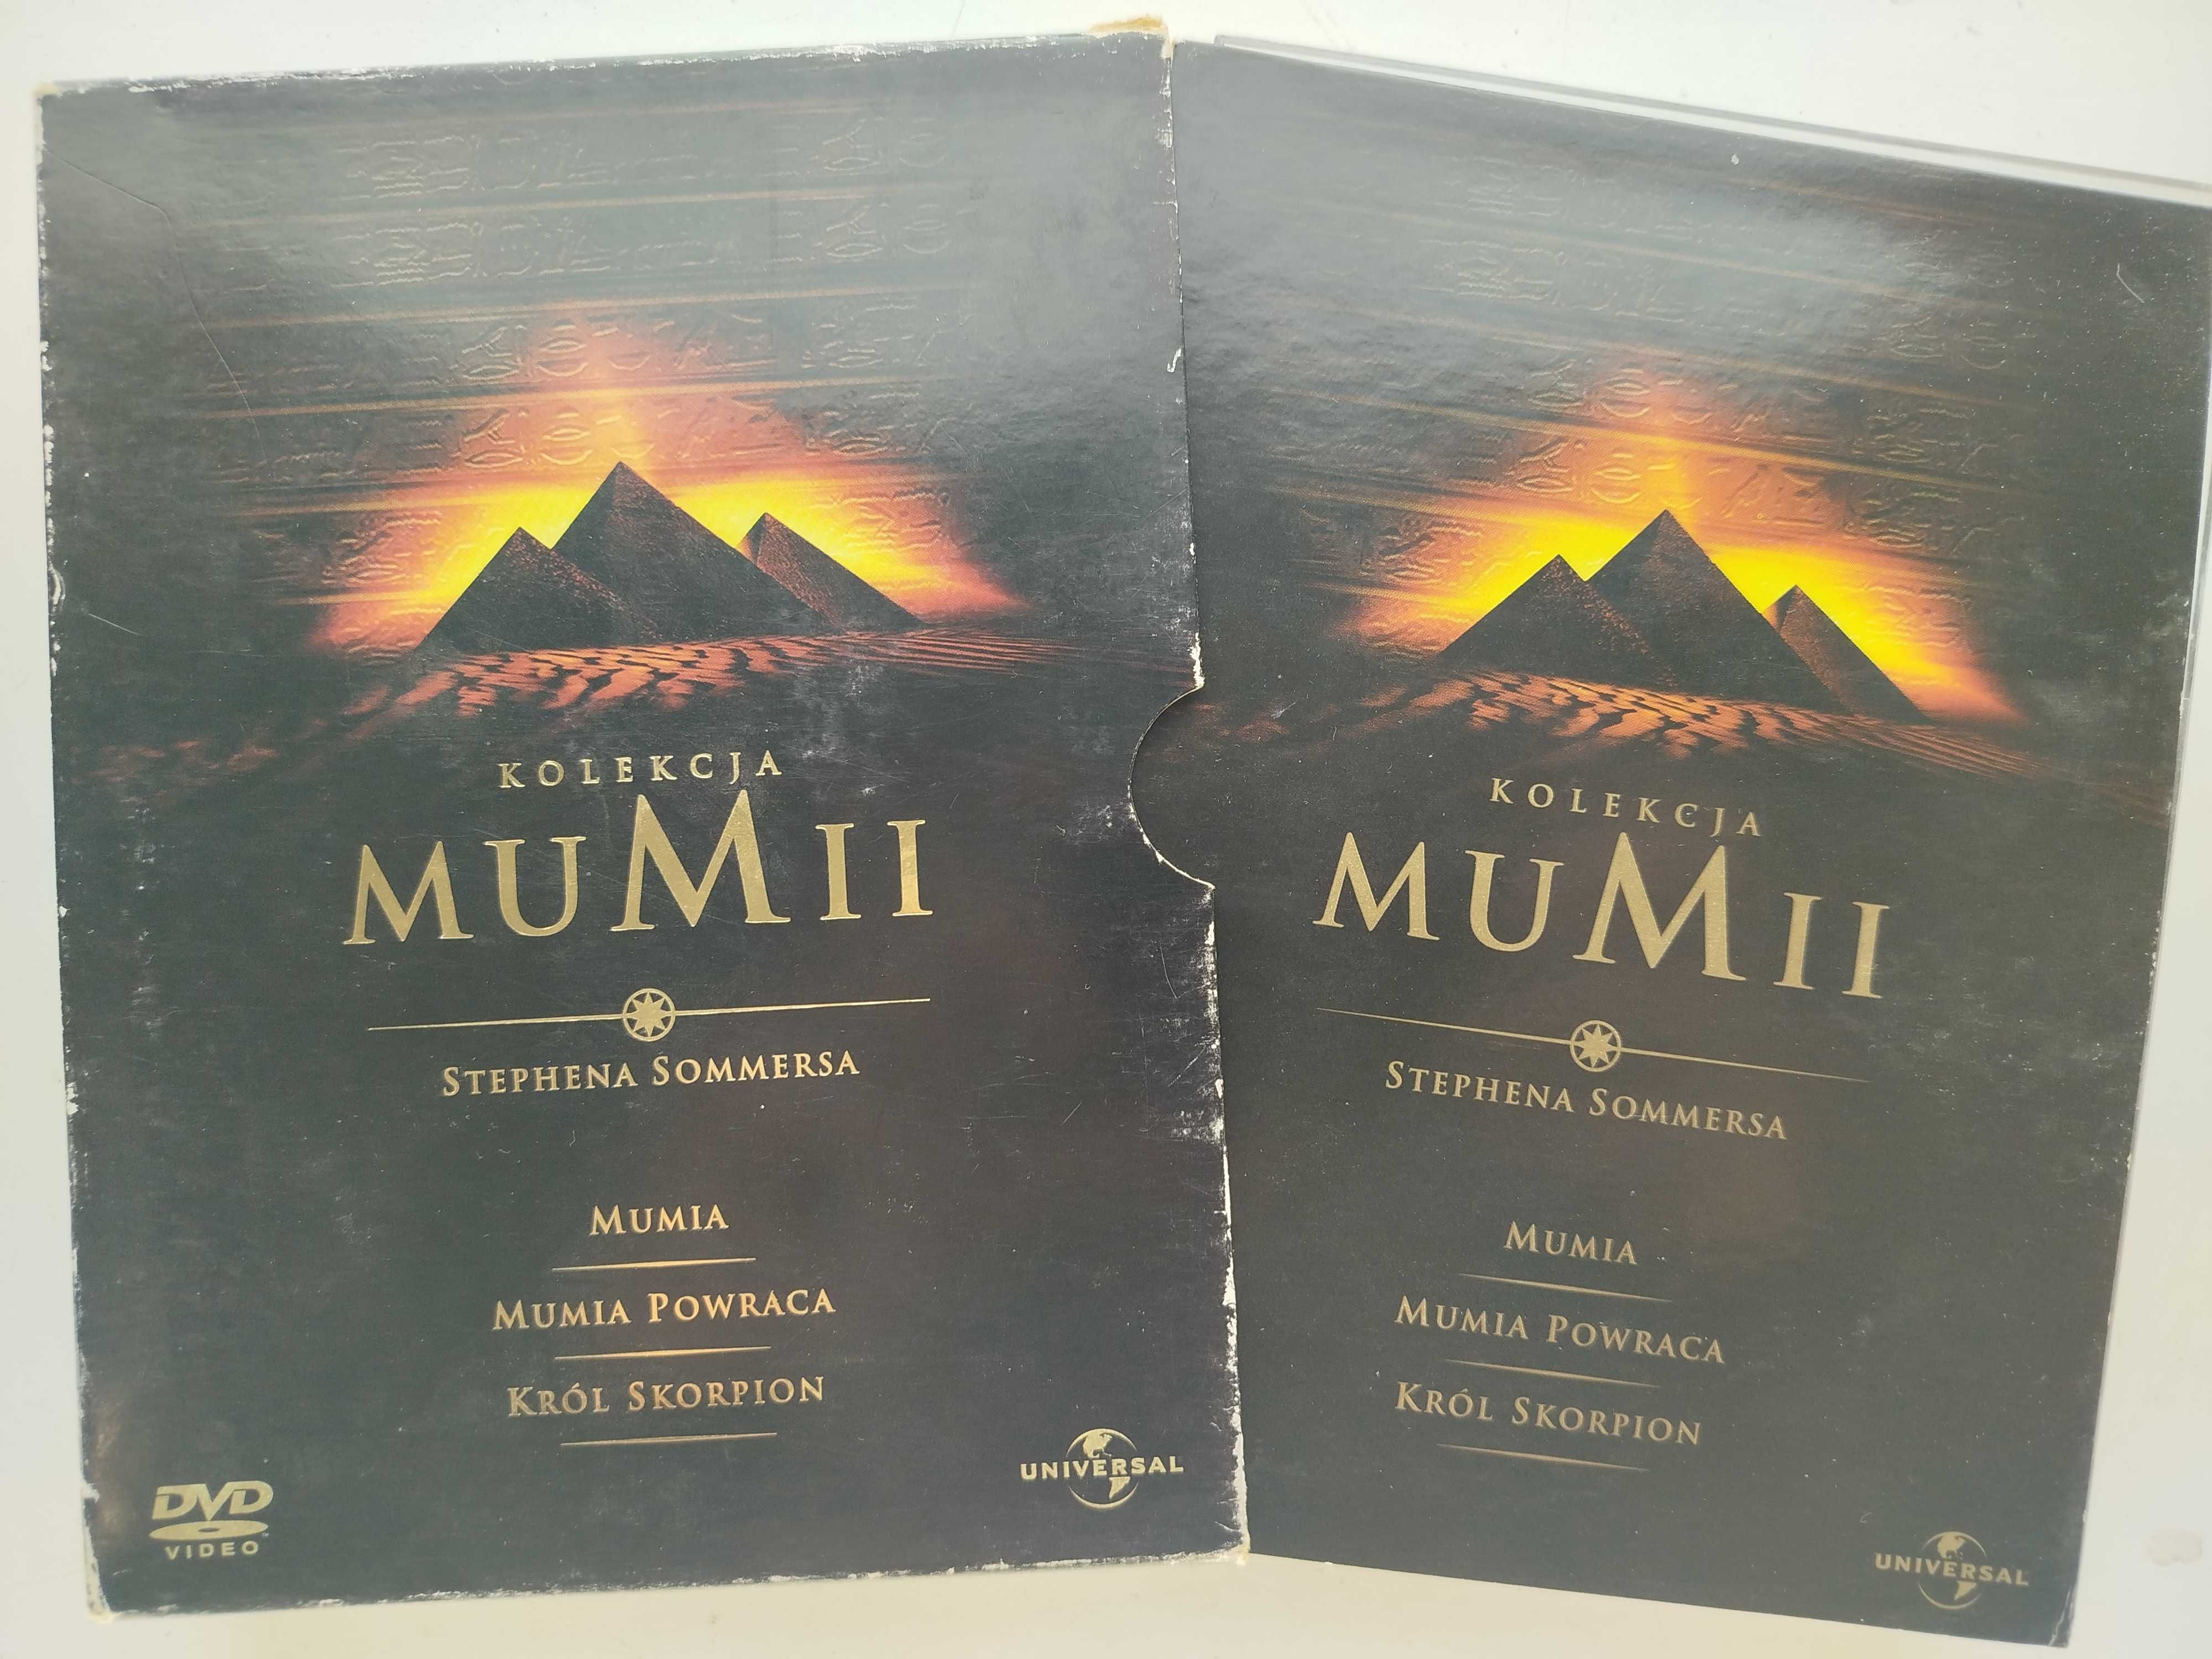 KOLEKCJA
MUMII
STEPHENA SOMMERSA
MUMIA
MUMIA POWRACA
KRÓL SKORPION
DVD
VIDEO
UNIVERSAL
KOLEKCJA
MUMII
STEPHENA SOMMERSA
MUMIA
MUMIA POWRACA
KRÓL SKORPION
UNIVERSAL